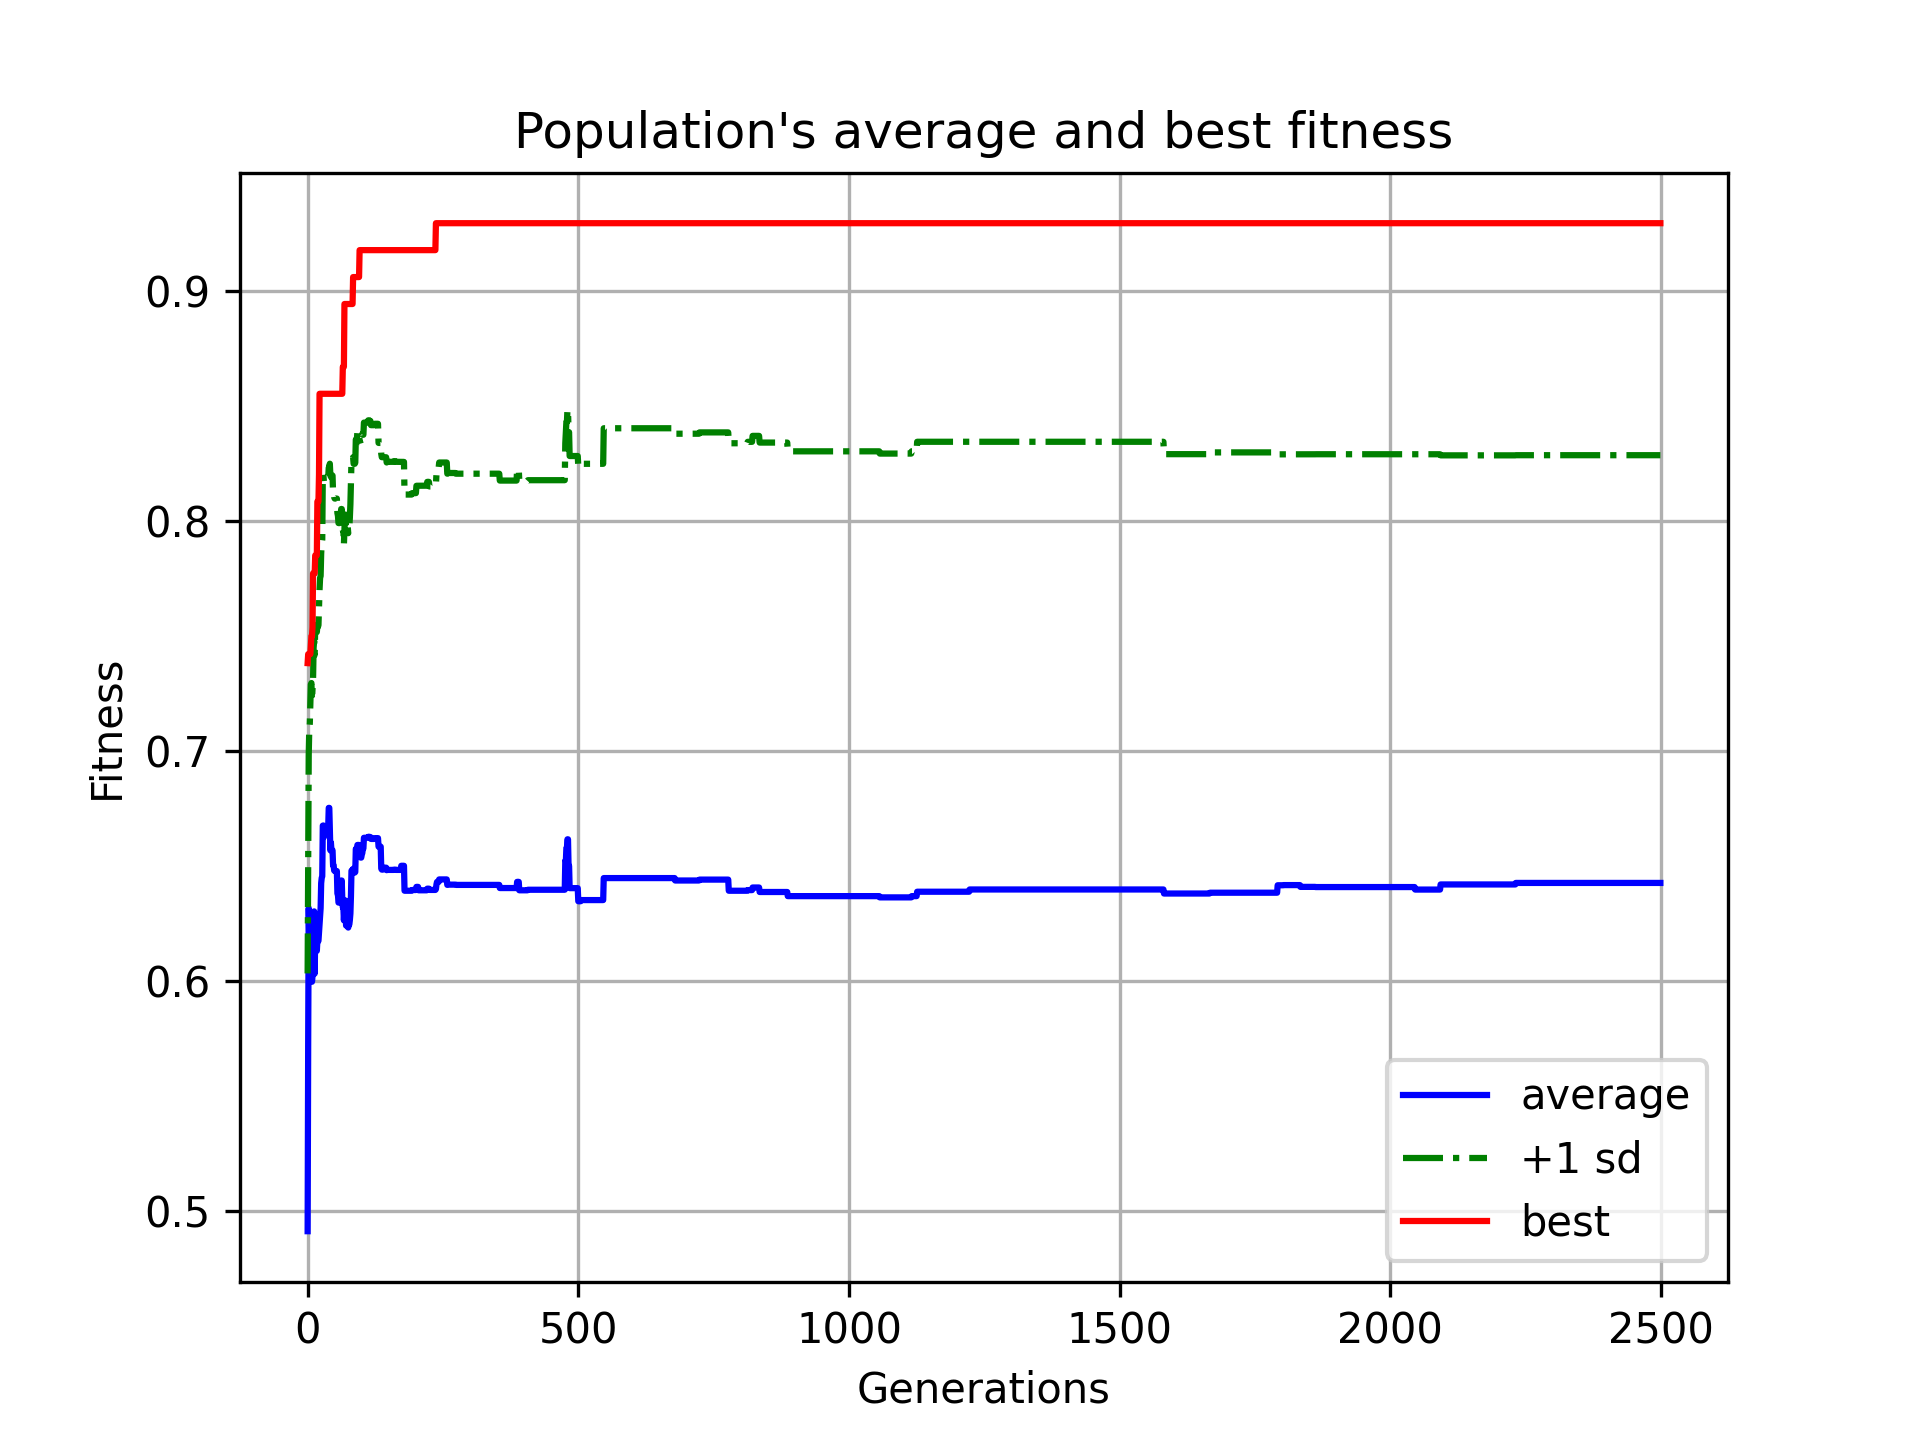 Population's average and best fitness
0.9
0.8
0.7
0.6
0.5
Fitness
average
+1 sd
best
0 500 1000 1500 2000 2500
Generations